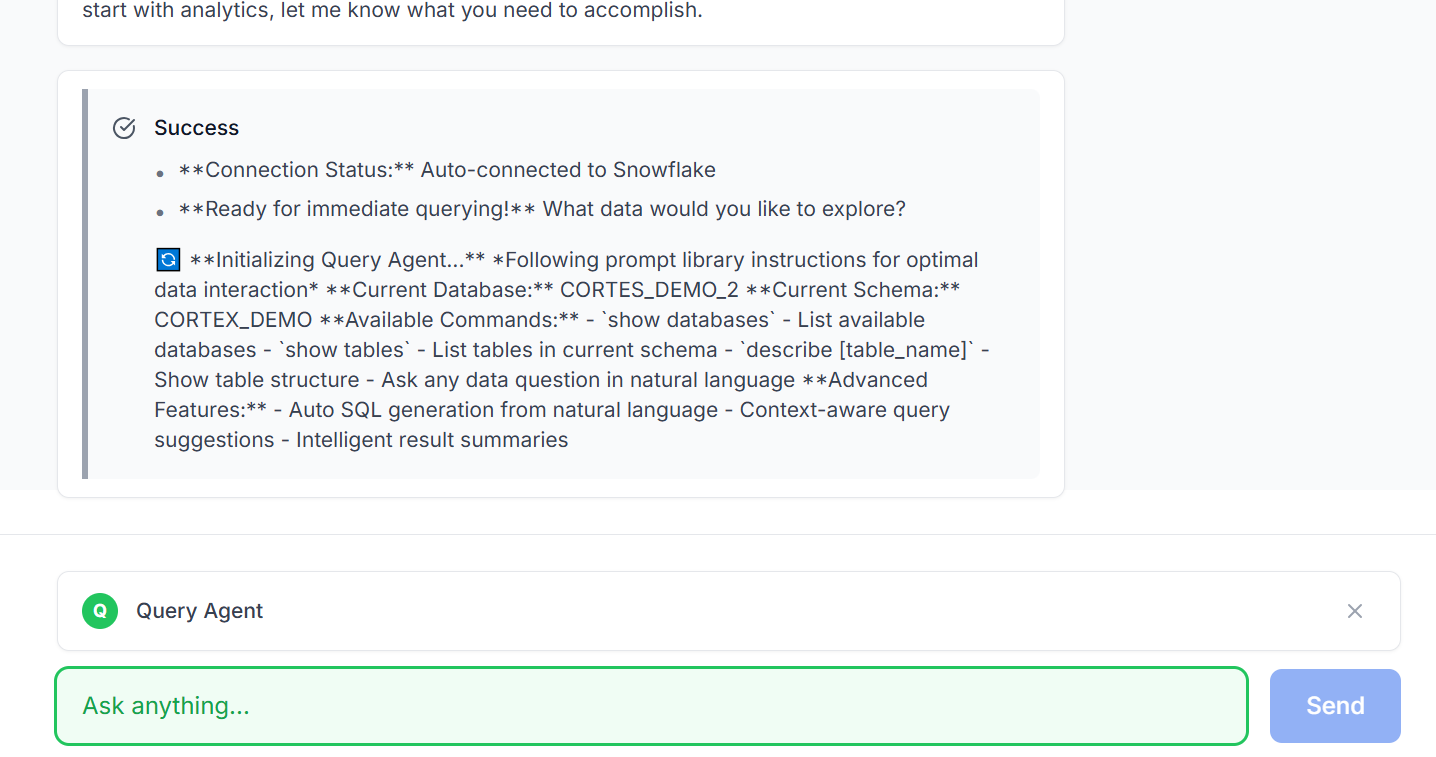 start with analytics, let me know what you need to accomplish.
Success
• **Connection Status:** Auto-connected to Snowflake
• **Ready for immediate querying!** What data would you like to explore?
🔄 **Initializing Query Agent...** *Following prompt library instructions for optimal
data interaction* **Current Database:** CORTES_DEMO_2 **Current Schema:**
CORTEX_DEMO **Available Commands:** - `show databases` - List available
databases - `show tables` - List tables in current schema - `describe [table_name]` -
Show table structure - Ask any data question in natural language **Advanced
Features:** - Auto SQL generation from natural language - Context-aware query
suggestions - Intelligent result summaries
Q Query Agent
Ask anything...
Send